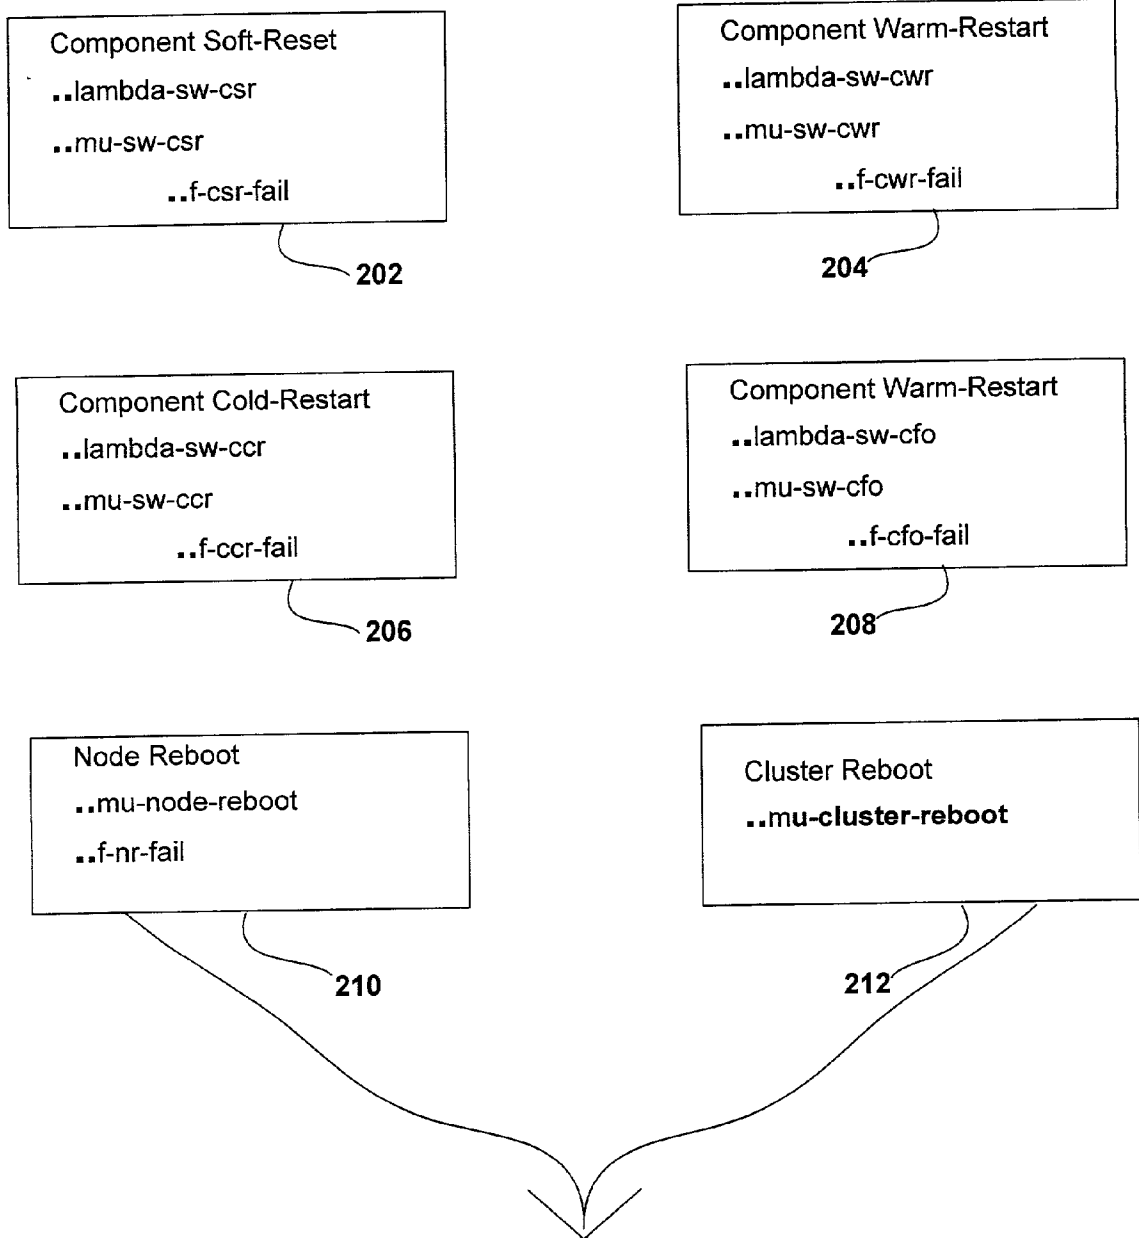 Component Soft-Reset
..lambda-sw-csr
..mu-sw-csr
..f-csr-fail
202
Component Warm-Restart
..lambda-sw-cwr
..mu-sw-cwr
..f-cwr-fail
204
Component Cold-Restart
..lambda-sw-ccr
..mu-sw-ccr
..f-ccr-fail
206
Component Warm-Restart
..lambda-sw-cfo
..mu-sw-cfo
..f-cfo-fail
208
Node Reboot
..mu-node-reboot
..f-nr-fail
210
Cluster Reboot
..mu-cluster-reboot
212